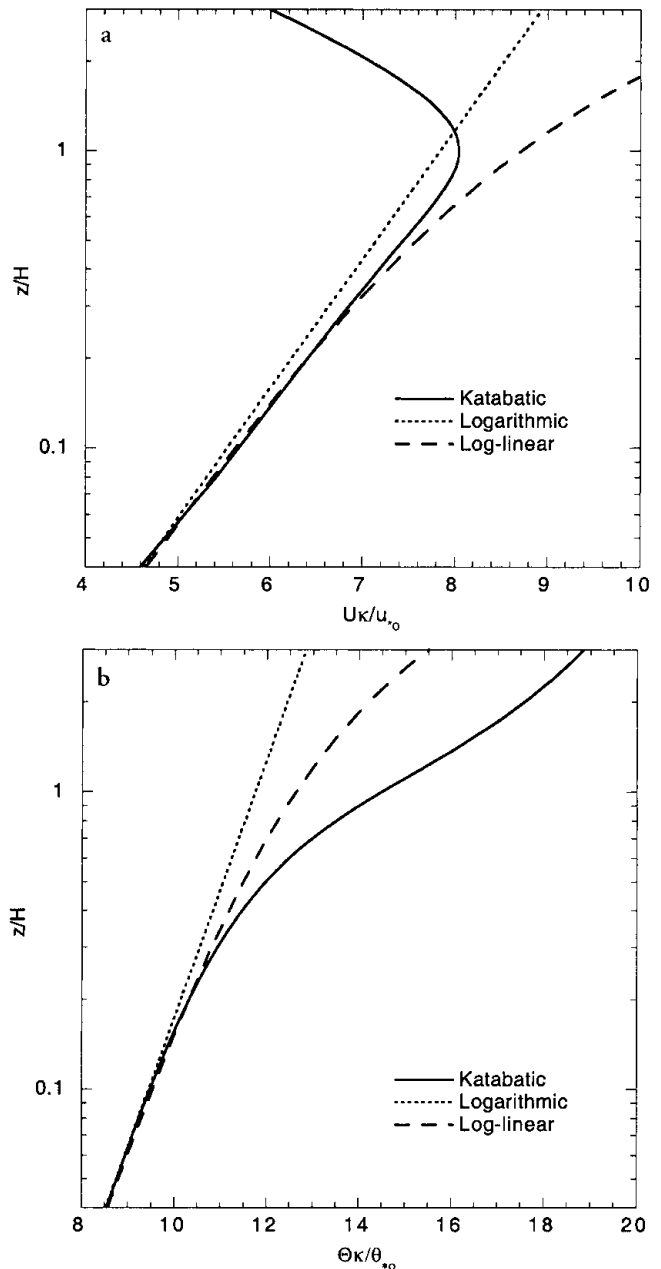 a
1
z/H
0.1
Katabatic
Logarithmic
Log-linear
4 5 6 7 8 9 10
Uκ/u*o
b
1
z/H
0.1
Katabatic
Logarithmic
Log-linear
8 10 12 14 16 18 20
Θκ/θ*o